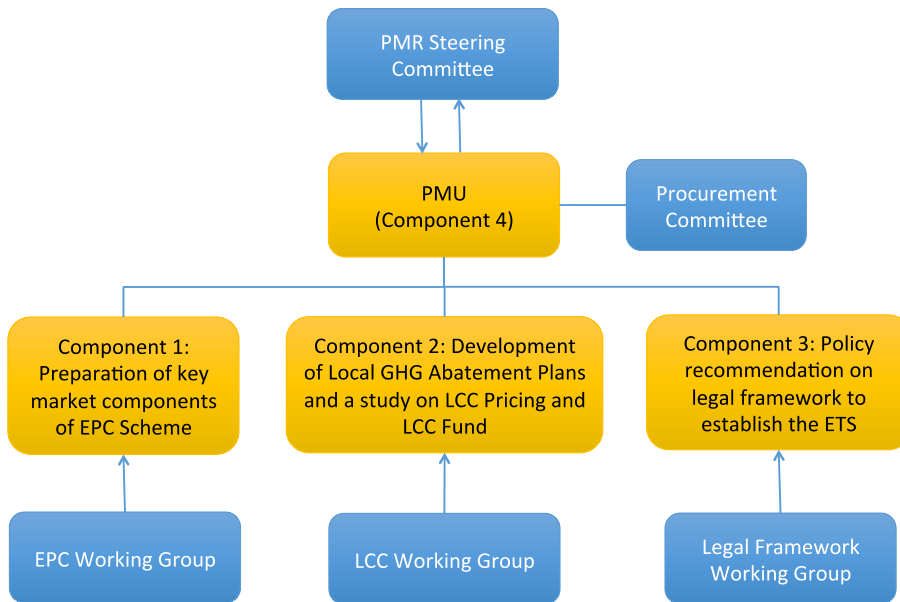 PMR Steering
Committee
PMU
(Component 4)
Procurement
Committee
Component 1:
Preparation of key
market components
of EPC Scheme
Component 2: Development
of Local GHG Abatement Plans
and a study on LCC Pricing and
LCC Fund
Component 3: Policy
recommendation on
legal framework to
establish the ETS
EPC Working Group
LCC Working Group
Legal Framework
Working Group